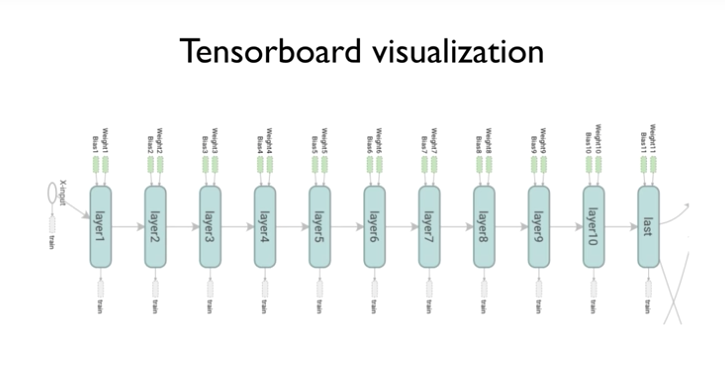 Tensorboard visualization
Weight1
Bias1
Weight2
Bias2
Weight3
Bias3
Weight4
Bias4
Weight5
Bias5
Weight6
Bias6
Weight7
Bias7
Weight8
Bias8
Weight9
Bias9
Weight10
Bias10
Weight11
Bias11
X-input
layer1
layer2
layer3
layer4
layer5
layer6
layer7
layer8
layer9
layer10
last
train
train
train
train
train
train
train
train
train
train
train
train